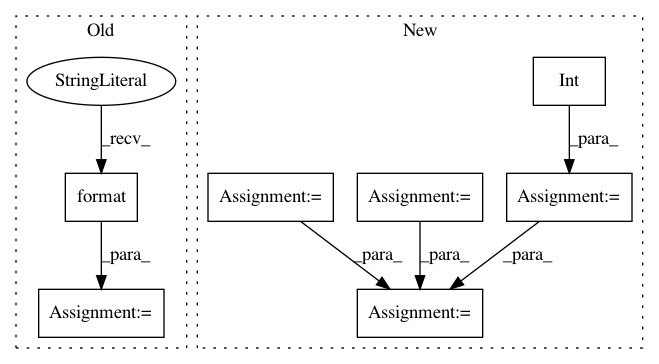 Old
New
StringLiteral
Int
_recv_
_para_
format
Assignment:=
Assignment:=
Assignment:=
_para_
_para_
_para_
_para_
Assignment:=
Assignment:=